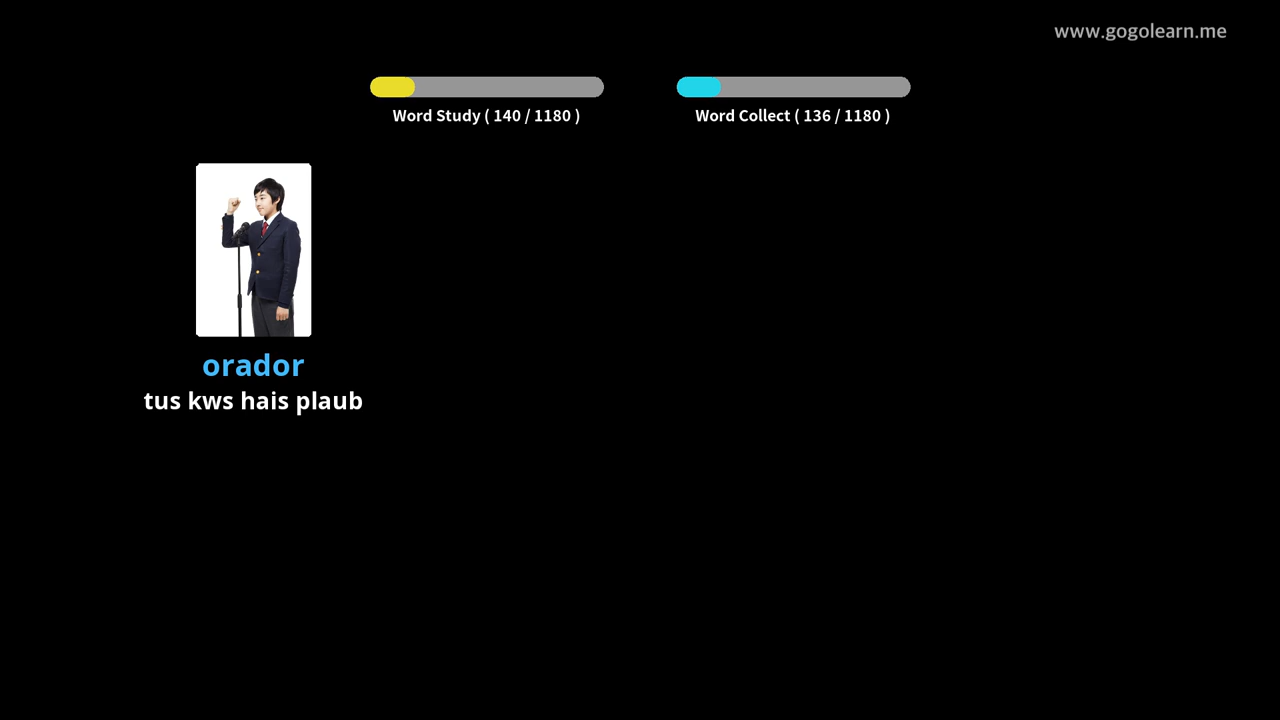 www.gogolearn.me
Word Study ( 140 / 1180 )
Word Collect ( 136 / 1180 )
orador
tus kws hais plaub